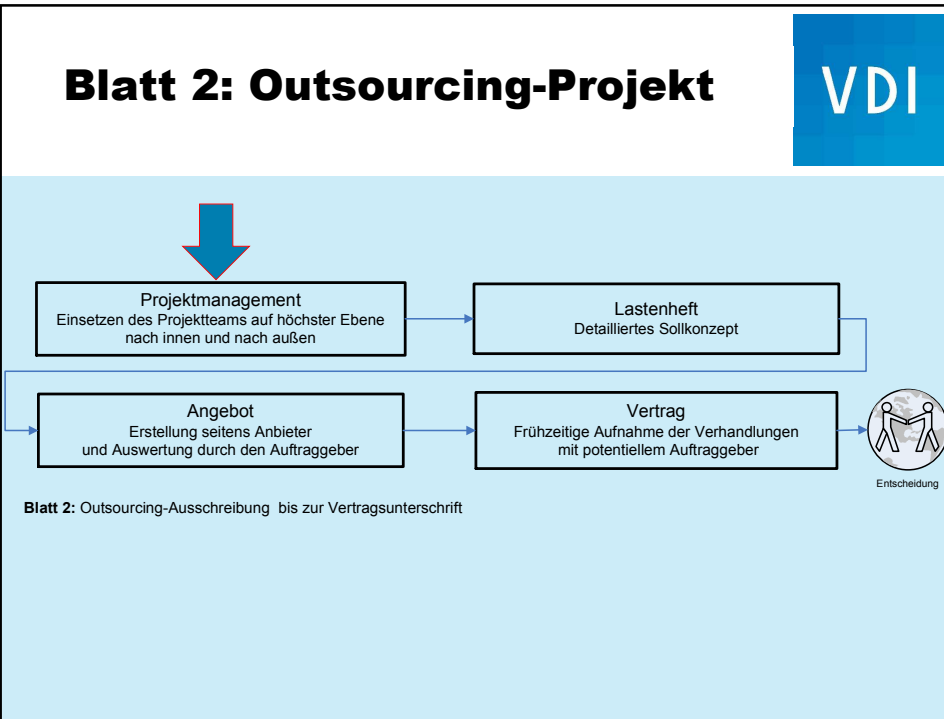 Blatt 2: Outsourcing-Projekt
VDI
Projektmanagement
Einsetzen des Projektteams auf höchster Ebene
nach innen und nach außen
Lastenheft
Detailliertes Sollkonzept
Angebot
Erstellung seitens Anbieter
und Auswertung durch den Auftraggeber
Vertrag
Frühzeitige Aufnahme der Verhandlungen
mit potentiellem Auftraggeber
Entscheidung
Blatt 2: Outsourcing-Ausschreibung bis zur Vertragsunterschrift